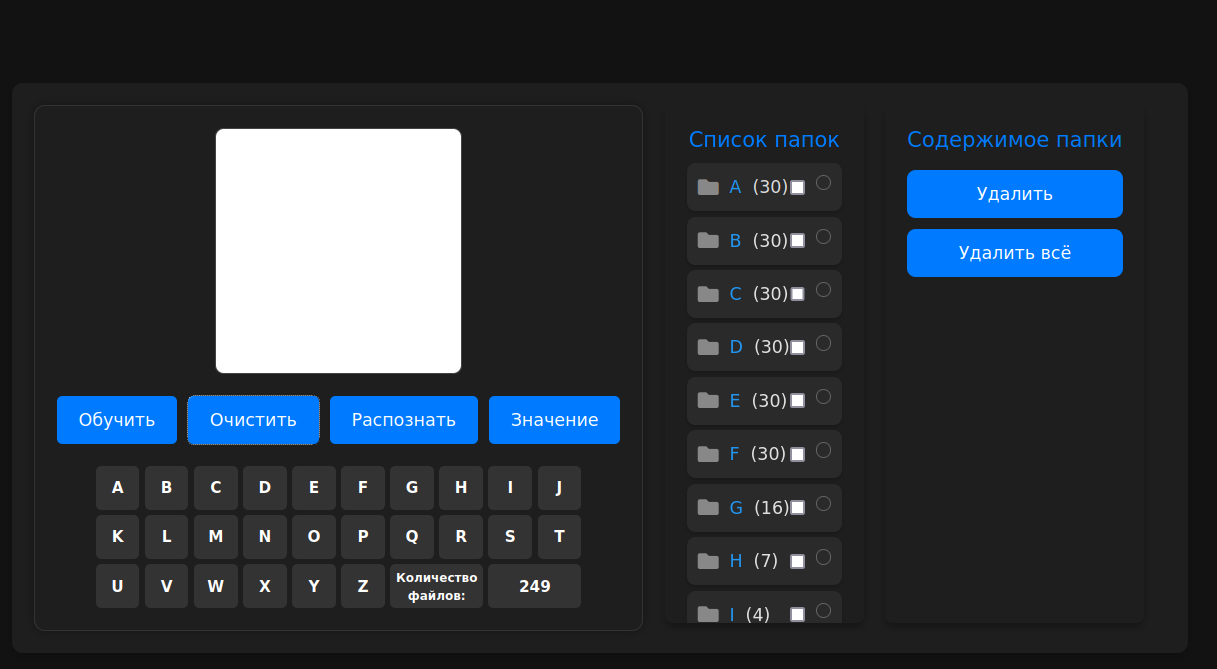 Обучить Очистить Распознать Значение
A B C D E F G H I J
K L M N O P Q R S T
U V W X Y Z Количество файлов: 249
Список папок
A (30)
B (30)
C (30)
D (30)
E (30)
F (30)
G (16)
H (7)
I (4)
Содержимое папки
Удалить
Удалить всё